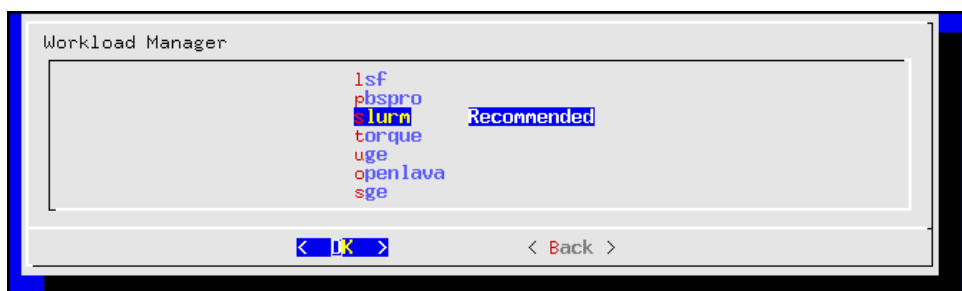 Workload Manager
lsf
pbspro
slurm Recommended
torque
uge
openlava
sge
< OK > < Back >